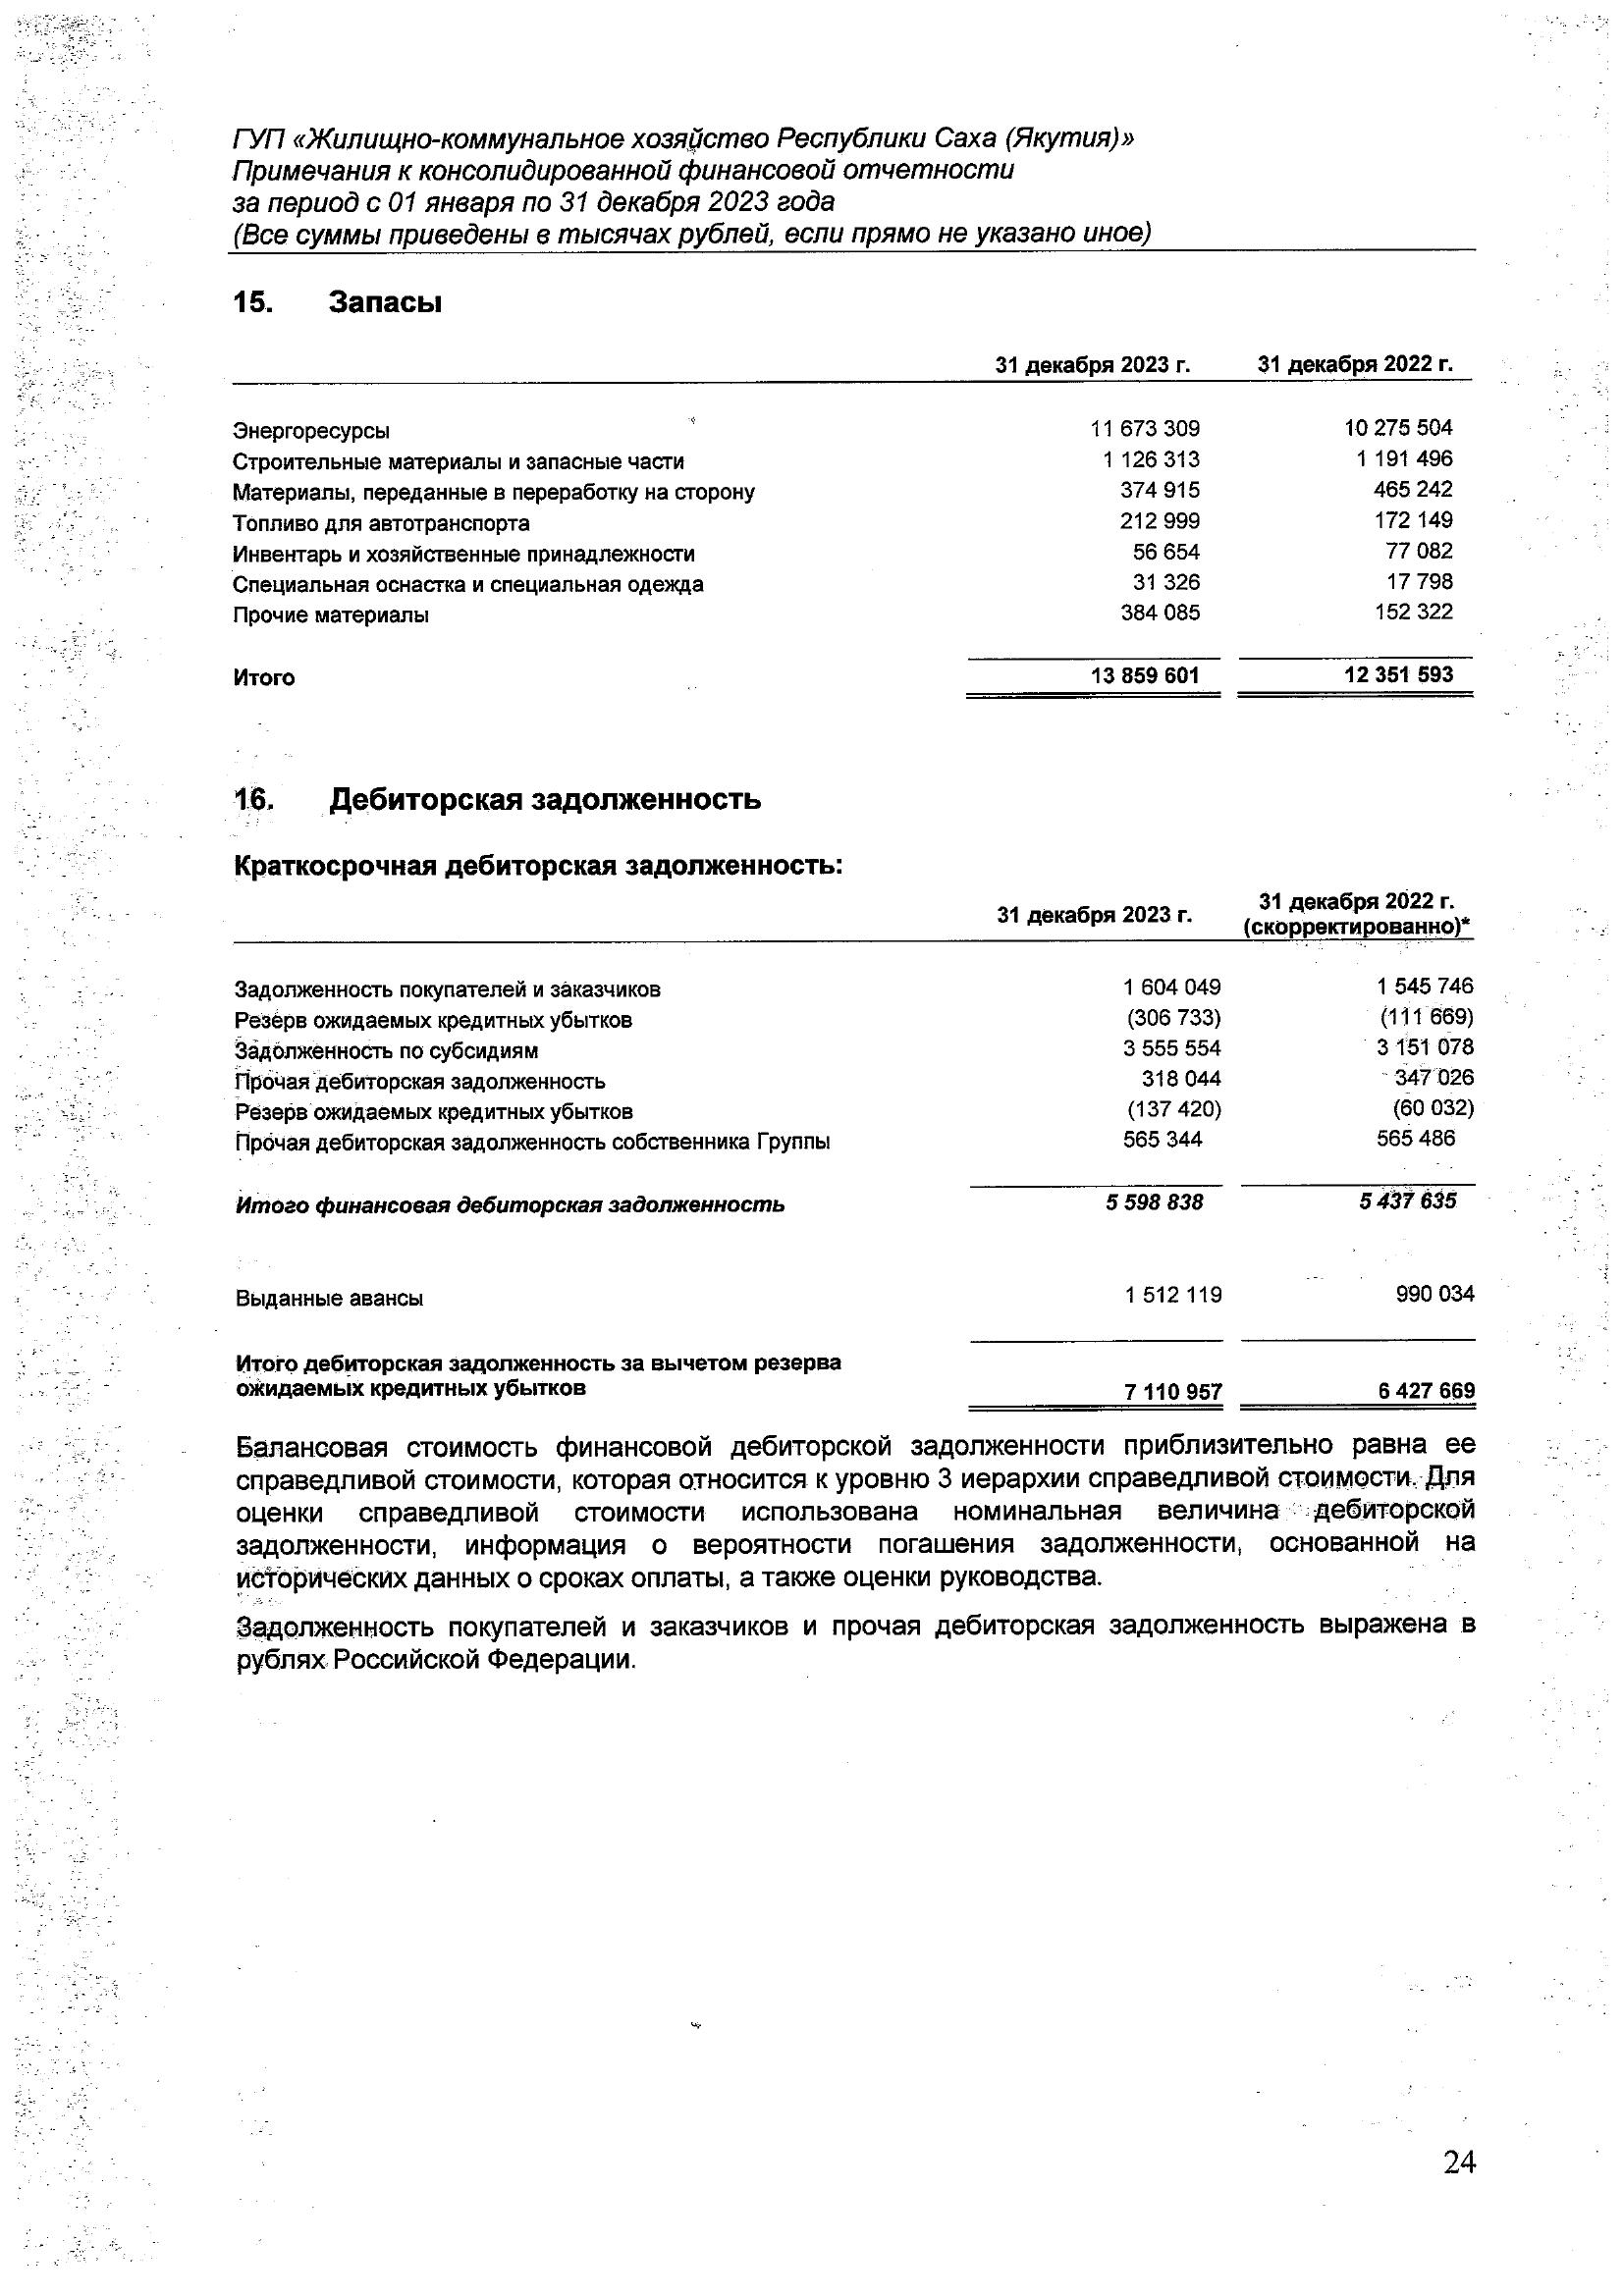 ГУП «Жилищно-коммунальное хозяйство Республики Саха (Якутия)»
Примечания к консолидированной финансовой отчетности
за период с 01 января по 31 декабря 2023 года
(Все суммы приведены в тысячах рублей, если прямо не указано иное)
15. Запасы
31 декабря 2023 г. 31 декабря 2022 г.
Энергоресурсы 11 673 309 10 275 504
Строительные материалы и запасные части 1 126 313 1 191 496
Материалы, переданные в переработку на сторону 374 915 465 242
Топливо для автотранспорта 212 999 172 149
Инвентарь и хозяйственные принадлежности 56 654 77 082
Специальная оснастка и специальная одежда 31 326 17 798
Прочие материалы 384 085 152 322
Итого 13 859 601 12 351 593
16. Дебиторская задолженность
Краткосрочная дебиторская задолженность:
31 декабря 2023 г. 31 декабря 2022 г.
(скорректированно)*
Задолженность покупателей и заказчиков 1 604 049 1 545 746
Резерв ожидаемых кредитных убытков (306 733) (111 669)
Задолженность по субсидиям 3 555 554 3 151 078
Прочая дебиторская задолженность 318 044 347 026
Резерв ожидаемых кредитных убытков (137 420) (60 032)
Прочая дебиторская задолженность собственника Группы 565 344 565 486
Итого финансовая дебиторская задолженность 5 598 838 5 437 635
Выданные авансы 1 512 119 990 034
Итого дебиторская задолженность за вычетом резерва
ожидаемых кредитных убытков 7 110 957 6 427 669
Балансовая стоимость финансовой дебиторской задолженности приблизительно равна ее
справедливой стоимости, которая относится к уровню 3 иерархии справедливой стоимости. Для
оценки справедливой стоимости использована номинальная величина дебиторской
задолженности, информация о вероятности погашения задолженности, основанной на
исторических данных о сроках оплаты, а также оценки руководства.
Задолженность покупателей и заказчиков и прочая дебиторская задолженность выражена в
рублях Российской Федерации.
24